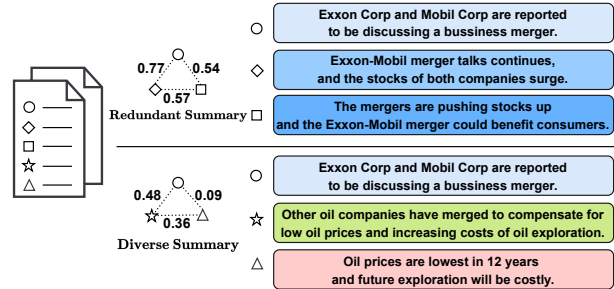 Exxon Corp and Mobil Corp are reported
to be discussing a bussiness merger.
0.77 0.54
0.57
Exxon-Mobil merger talks continues,
and the stocks of both companies surge.
Redundant Summary
The mergers are pushing stocks up
and the Exxon-Mobil merger could benefit consumers.
Exxon Corp and Mobil Corp are reported
to be discussing a bussiness merger.
0.48 0.09
0.36
Other oil companies have merged to compensate for
low oil prices and increasing costs of oil exploration.
Diverse Summary
Oil prices are lowest in 12 years
and future exploration will be costly.